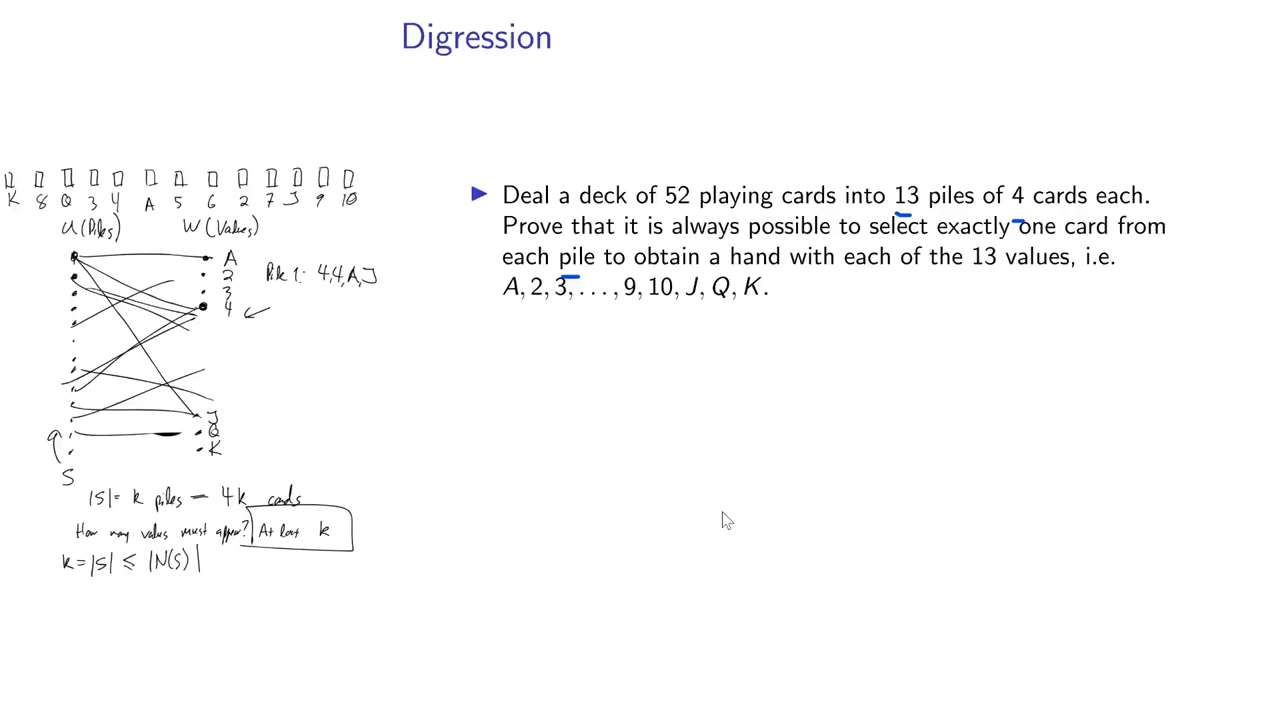 Digression
K 8 Q 3 4 A 5 6 2 7 J 9 10
U (Piles) W (Values)
A
2
3
4
Pile 1: 4,4,A,J
J
Q
K
S
|S| = k piles – 4k cards
How many values must appear? At least k
k = |S| ≤ |N(S)|
▶ Deal a deck of 52 playing cards into 13 piles of 4 cards each.
Prove that it is always possible to select exactly one card from
each pile to obtain a hand with each of the 13 values, i.e.
A, 2, 3, . . . , 9, 10, J, Q, K.